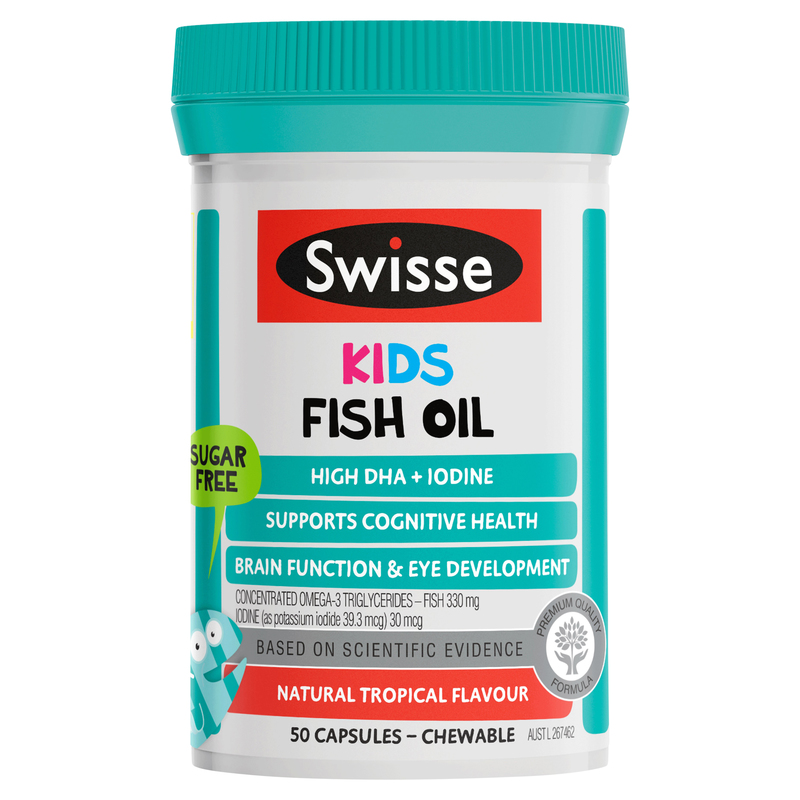 Swisse
KIDS
FISH OIL
SUGAR
FREE
HIGH DHA + IODINE
SUPPORTS COGNITIVE HEALTH
BRAIN FUNCTION & EYE DEVELOPMENT
CONCENTRATED OMEGA-3 TRIGLYCERIDES – FISH 330 mg
IODINE (as potassium iodide 39.3 mcg) 30 mcg
BASED ON SCIENTIFIC EVIDENCE
PREMIUM QUALITY
FORMULA
NATURAL TROPICAL FLAVOUR
50 CAPSULES – CHEWABLE AUST L 267462